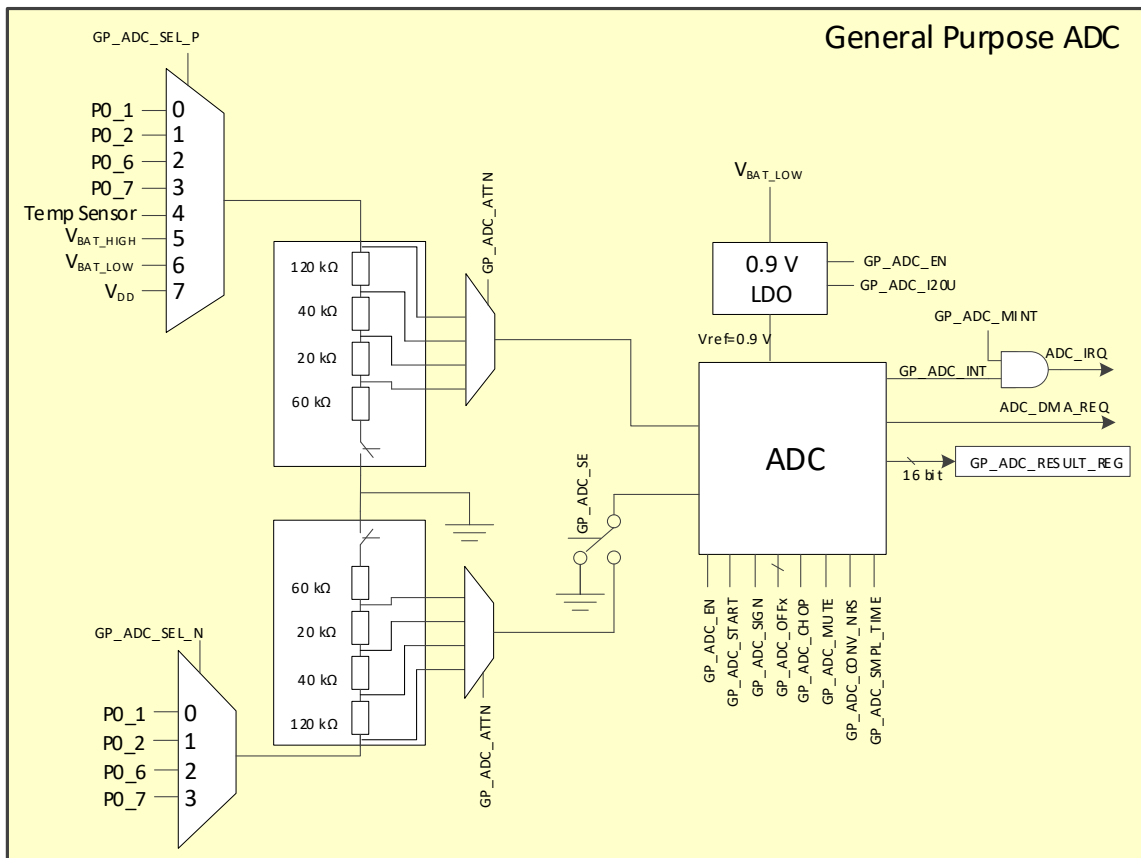 General Purpose ADC
GP_ADC_SEL_P
P0_1
0
P0_2
1
P0_6
2
P0_7
3
Temp Sensor
4
VBAT_HIGH
5
VBAT_LOW
6
VDD
7
120 kΩ
40 kΩ
20 kΩ
60 kΩ
GP_ADC_ATTN
VBAT_LOW
0.9 V
LDO
GP_ADC_EN
GP_ADC_I20U
Vref=0.9 V
GP_ADC_MINT
GP_ADC_INT
ADC_IRQ
ADC_DMA_REQ
ADC
16 bit
GP_ADC_RESULT_REG
GP_ADC_SE
GP_ADC_EN
GP_ADC_START
GP_ADC_SIGN
GP_ADC_OFFx
GP_ADC_CHOP
GP_ADC_MUTE
GP_ADC_CONV_NRS
GP_ADC_SMPL_TIME
60 kΩ
20 kΩ
40 kΩ
120 kΩ
GP_ADC_ATTN
GP_ADC_SEL_N
P0_1
0
P0_2
1
P0_6
2
P0_7
3